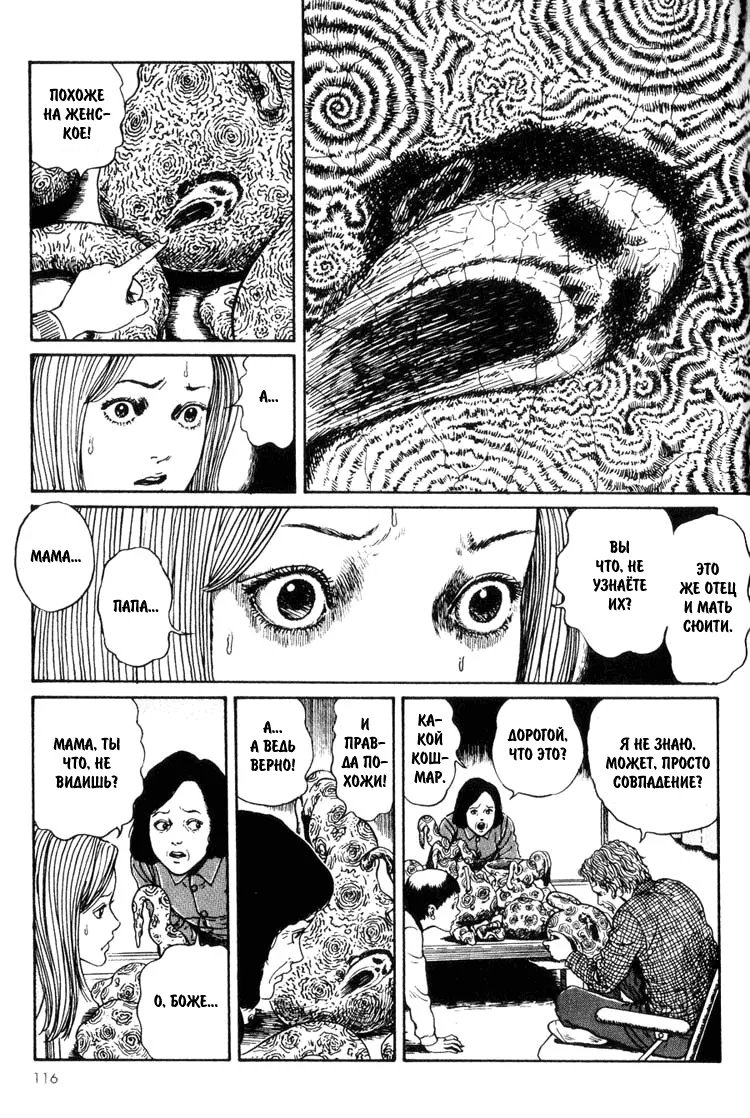 ПОХОЖЕ
НА ЖЕНС-
КОЕ!
А...
МАМА...
ПАПА...
ВЫ
ЧТО, НЕ
УЗНАЁТЕ
ИХ?
ЭТО
ЖЕ ОТЕЦ
И МАТЬ
СЮИТИ.
МАМА, ТЫ
ЧТО, НЕ
ВИДИШЬ?
О, БОЖЕ...
А...
А ВЕДЬ
ВЕРНО!
И
ПРАВ-
ДА ПО-
ХОЖИ!
КА-
КОЙ
КОШ-
МАР.
ДОРОГОЙ,
ЧТО ЭТО?
Я НЕ ЗНАЮ.
МОЖЕТ, ПРОСТО
СОВПАДЕНИЕ?
116